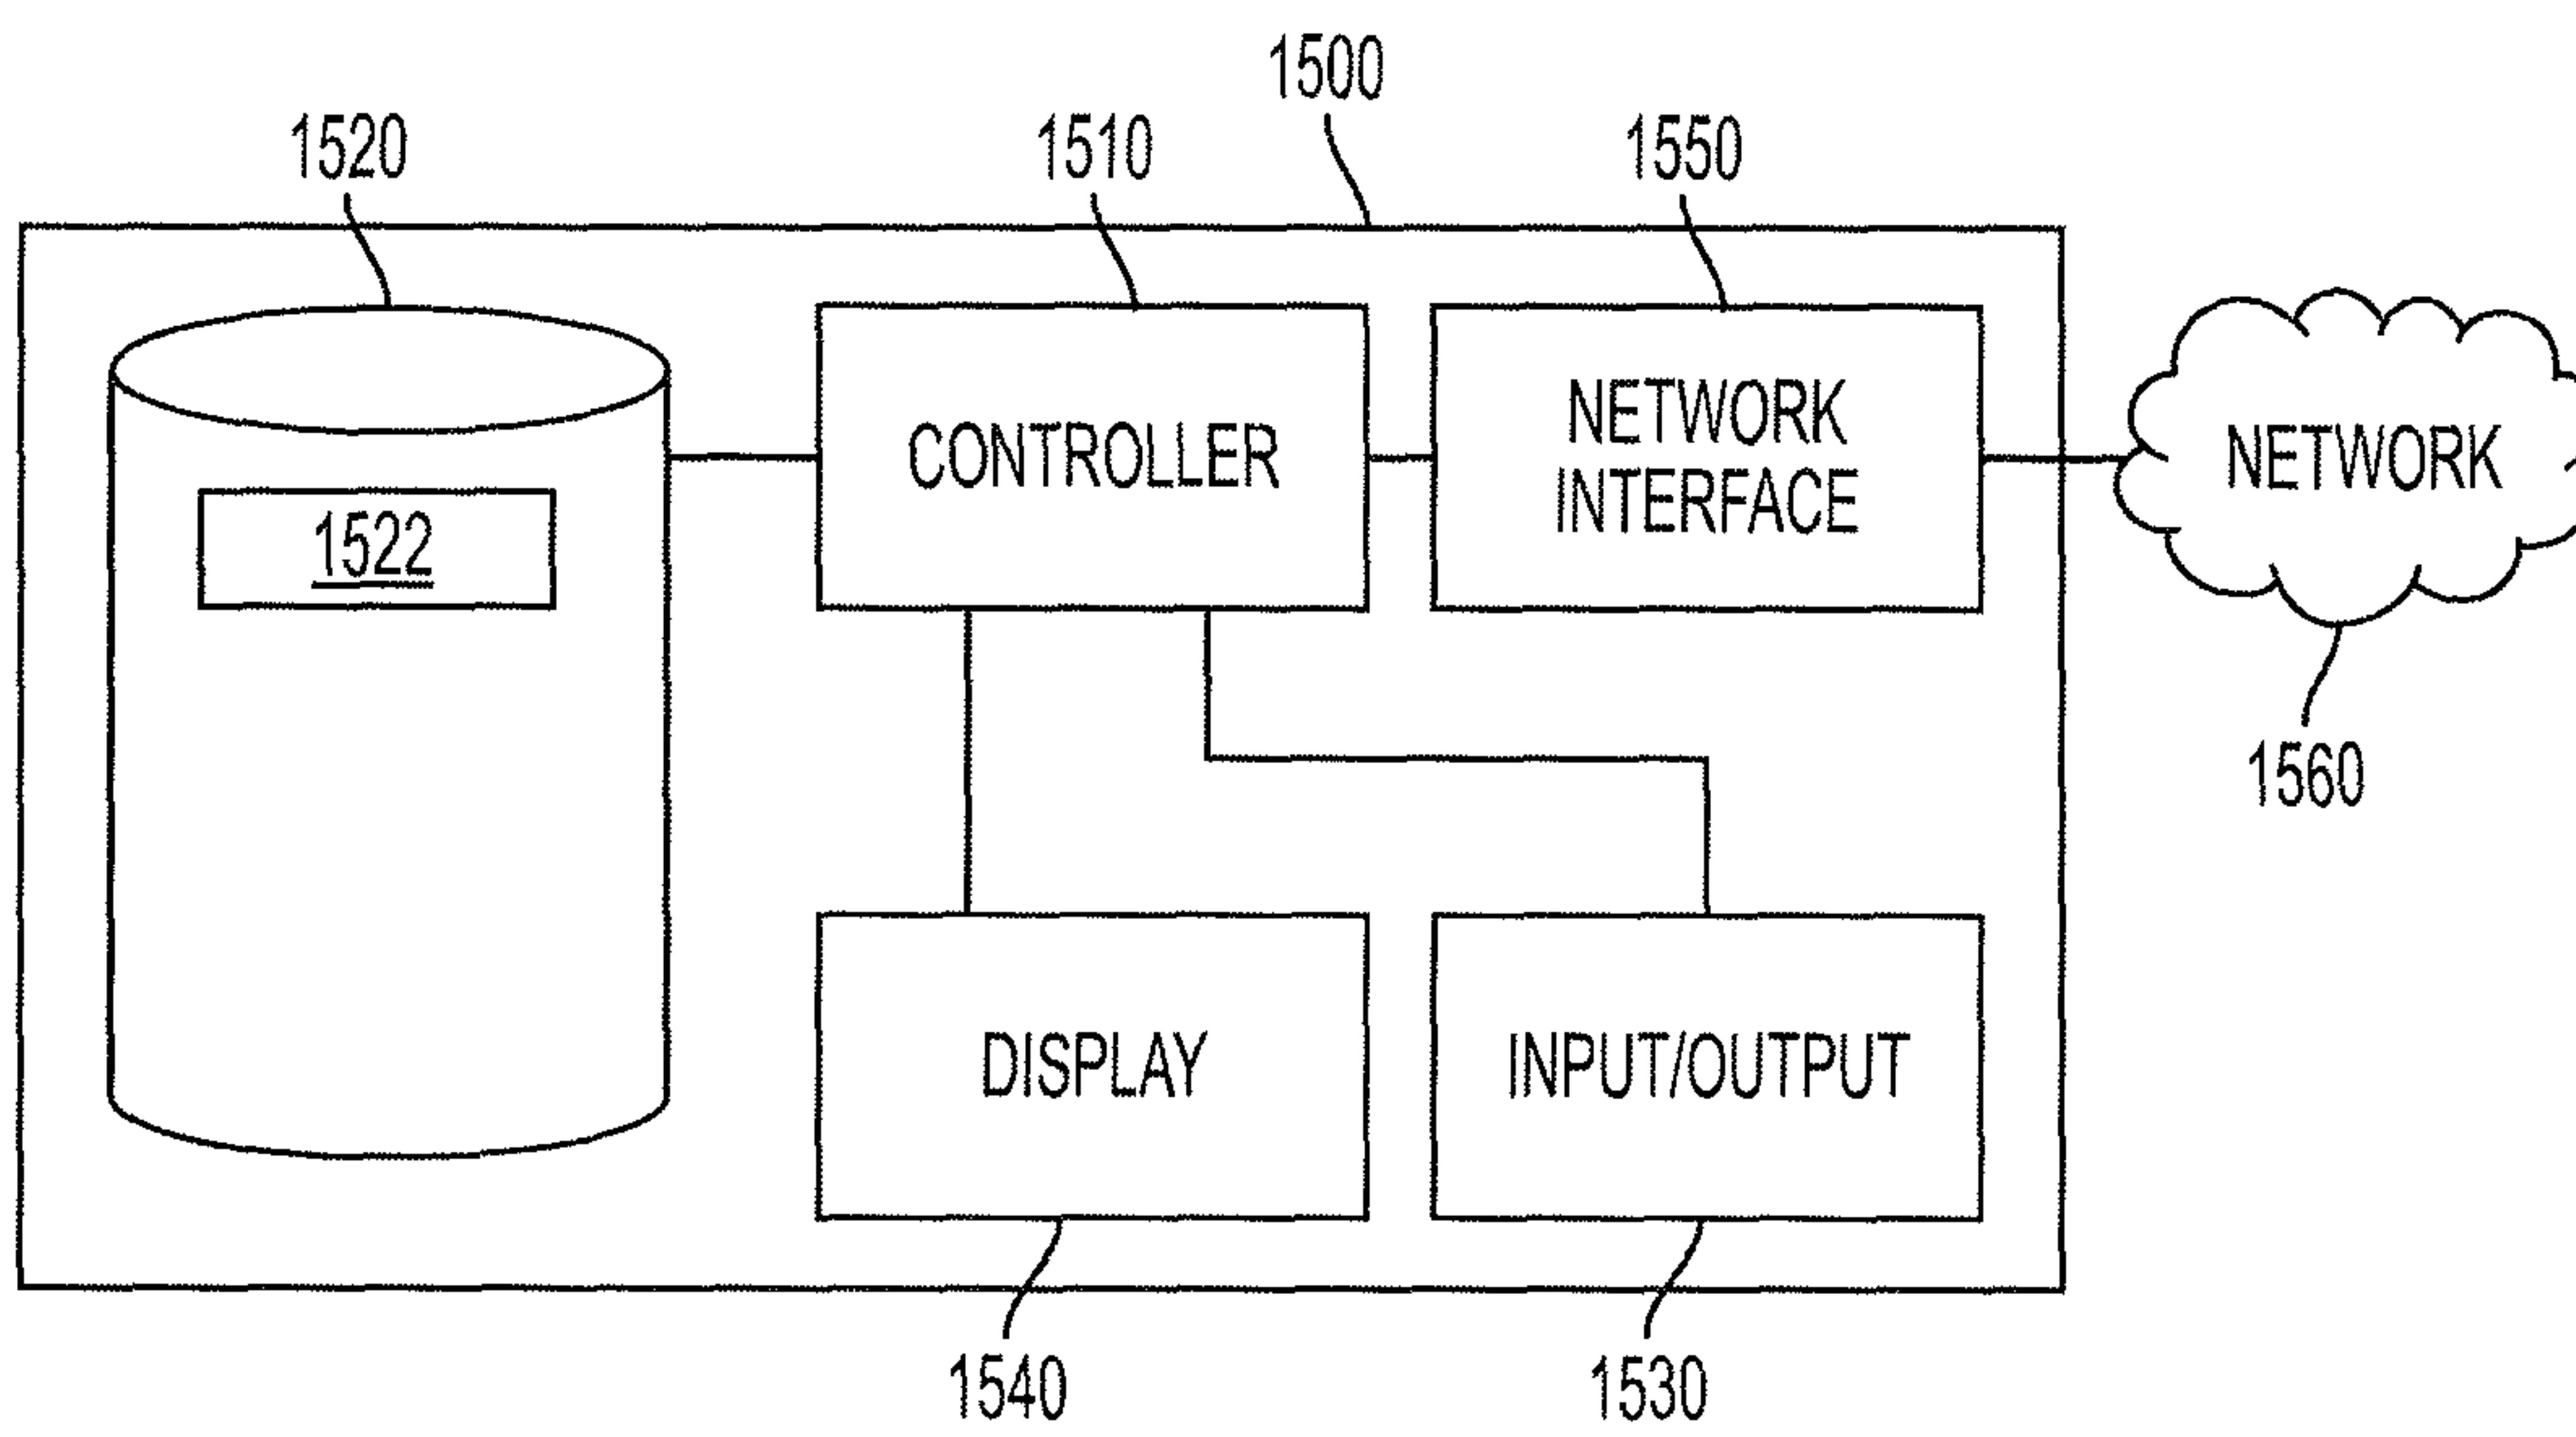 1500
1520
1510
1550
CONTROLLER
NETWORK
INTERFACE
NETWORK
1522
1560
DISPLAY
INPUT/OUTPUT
1540
1530